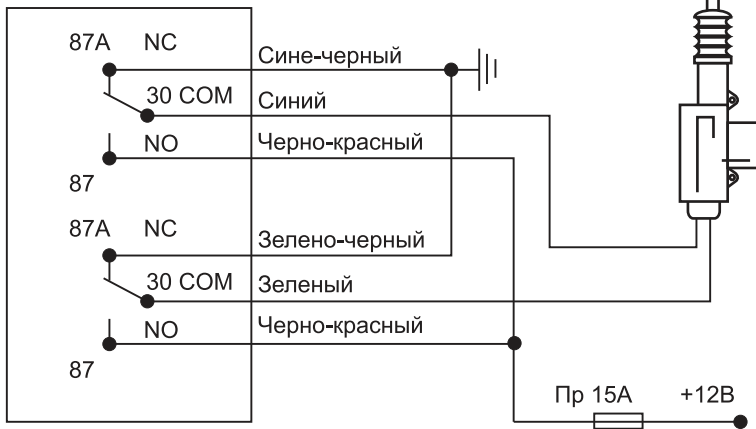 87A NC
Сине-черный
30 COM
Синий
NO
Черно-красный
87
87A NC
Зелено-черный
30 COM
Зеленый
NO
Черно-красный
87
Пр 15А
+12В